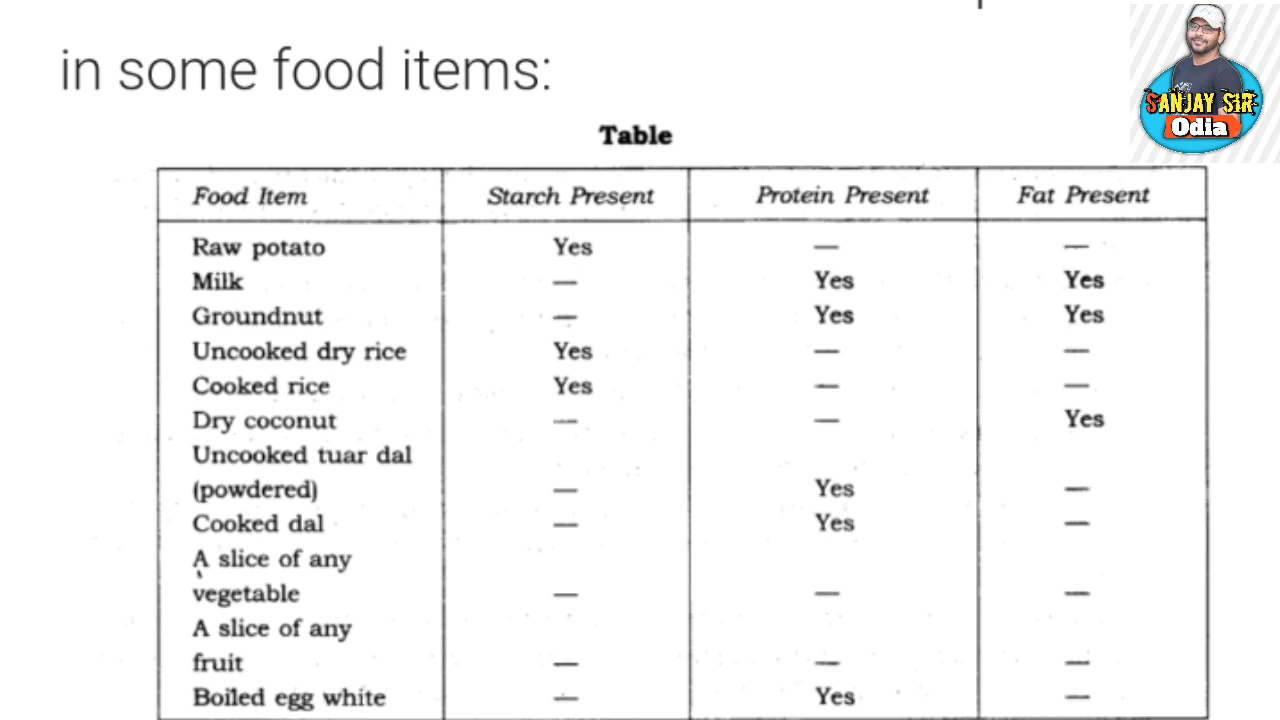 in some food items:
SANJAY SIR
Odia
Table
Food Item Starch Present Protein Present Fat Present
Raw potato Yes — —
Milk — Yes Yes
Groundnut — Yes Yes
Uncooked dry rice Yes — —
Cooked rice Yes — —
Dry coconut — — Yes
Uncooked tuar dal
(powdered) — Yes —
Cooked dal — Yes —
A slice of any
vegetable — — —
A slice of any
fruit — — —
Boiled egg white — Yes —